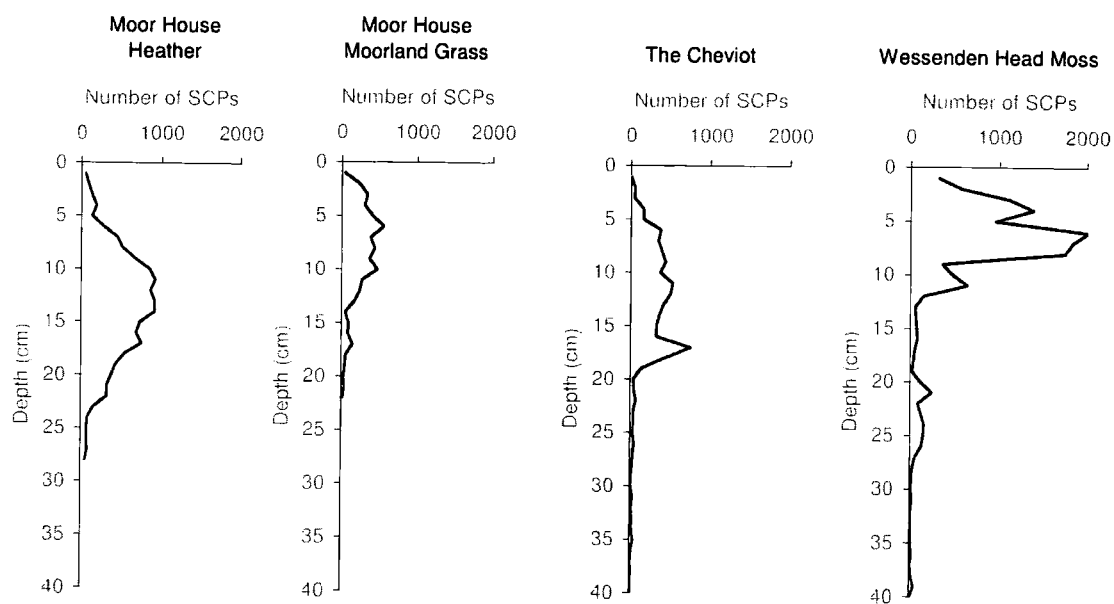 Moor House
Heather
Number of SCPs
0 1000 2000
0
5
10
15
20
25
30
35
40
Depth (cm)
Moor House
Moorland Grass
Number of SCPs
0 1000 2000
0
5
10
15
20
25
30
35
40
Depth (cm)
The Cheviot
Number of SCPs
0 1000 2000
0
5
10
15
20
25
30
35
40
Depth (cm)
Wessenden Head Moss
Number of SCPs
0 1000 2000
0
5
10
15
20
25
30
35
40
Depth (cm)